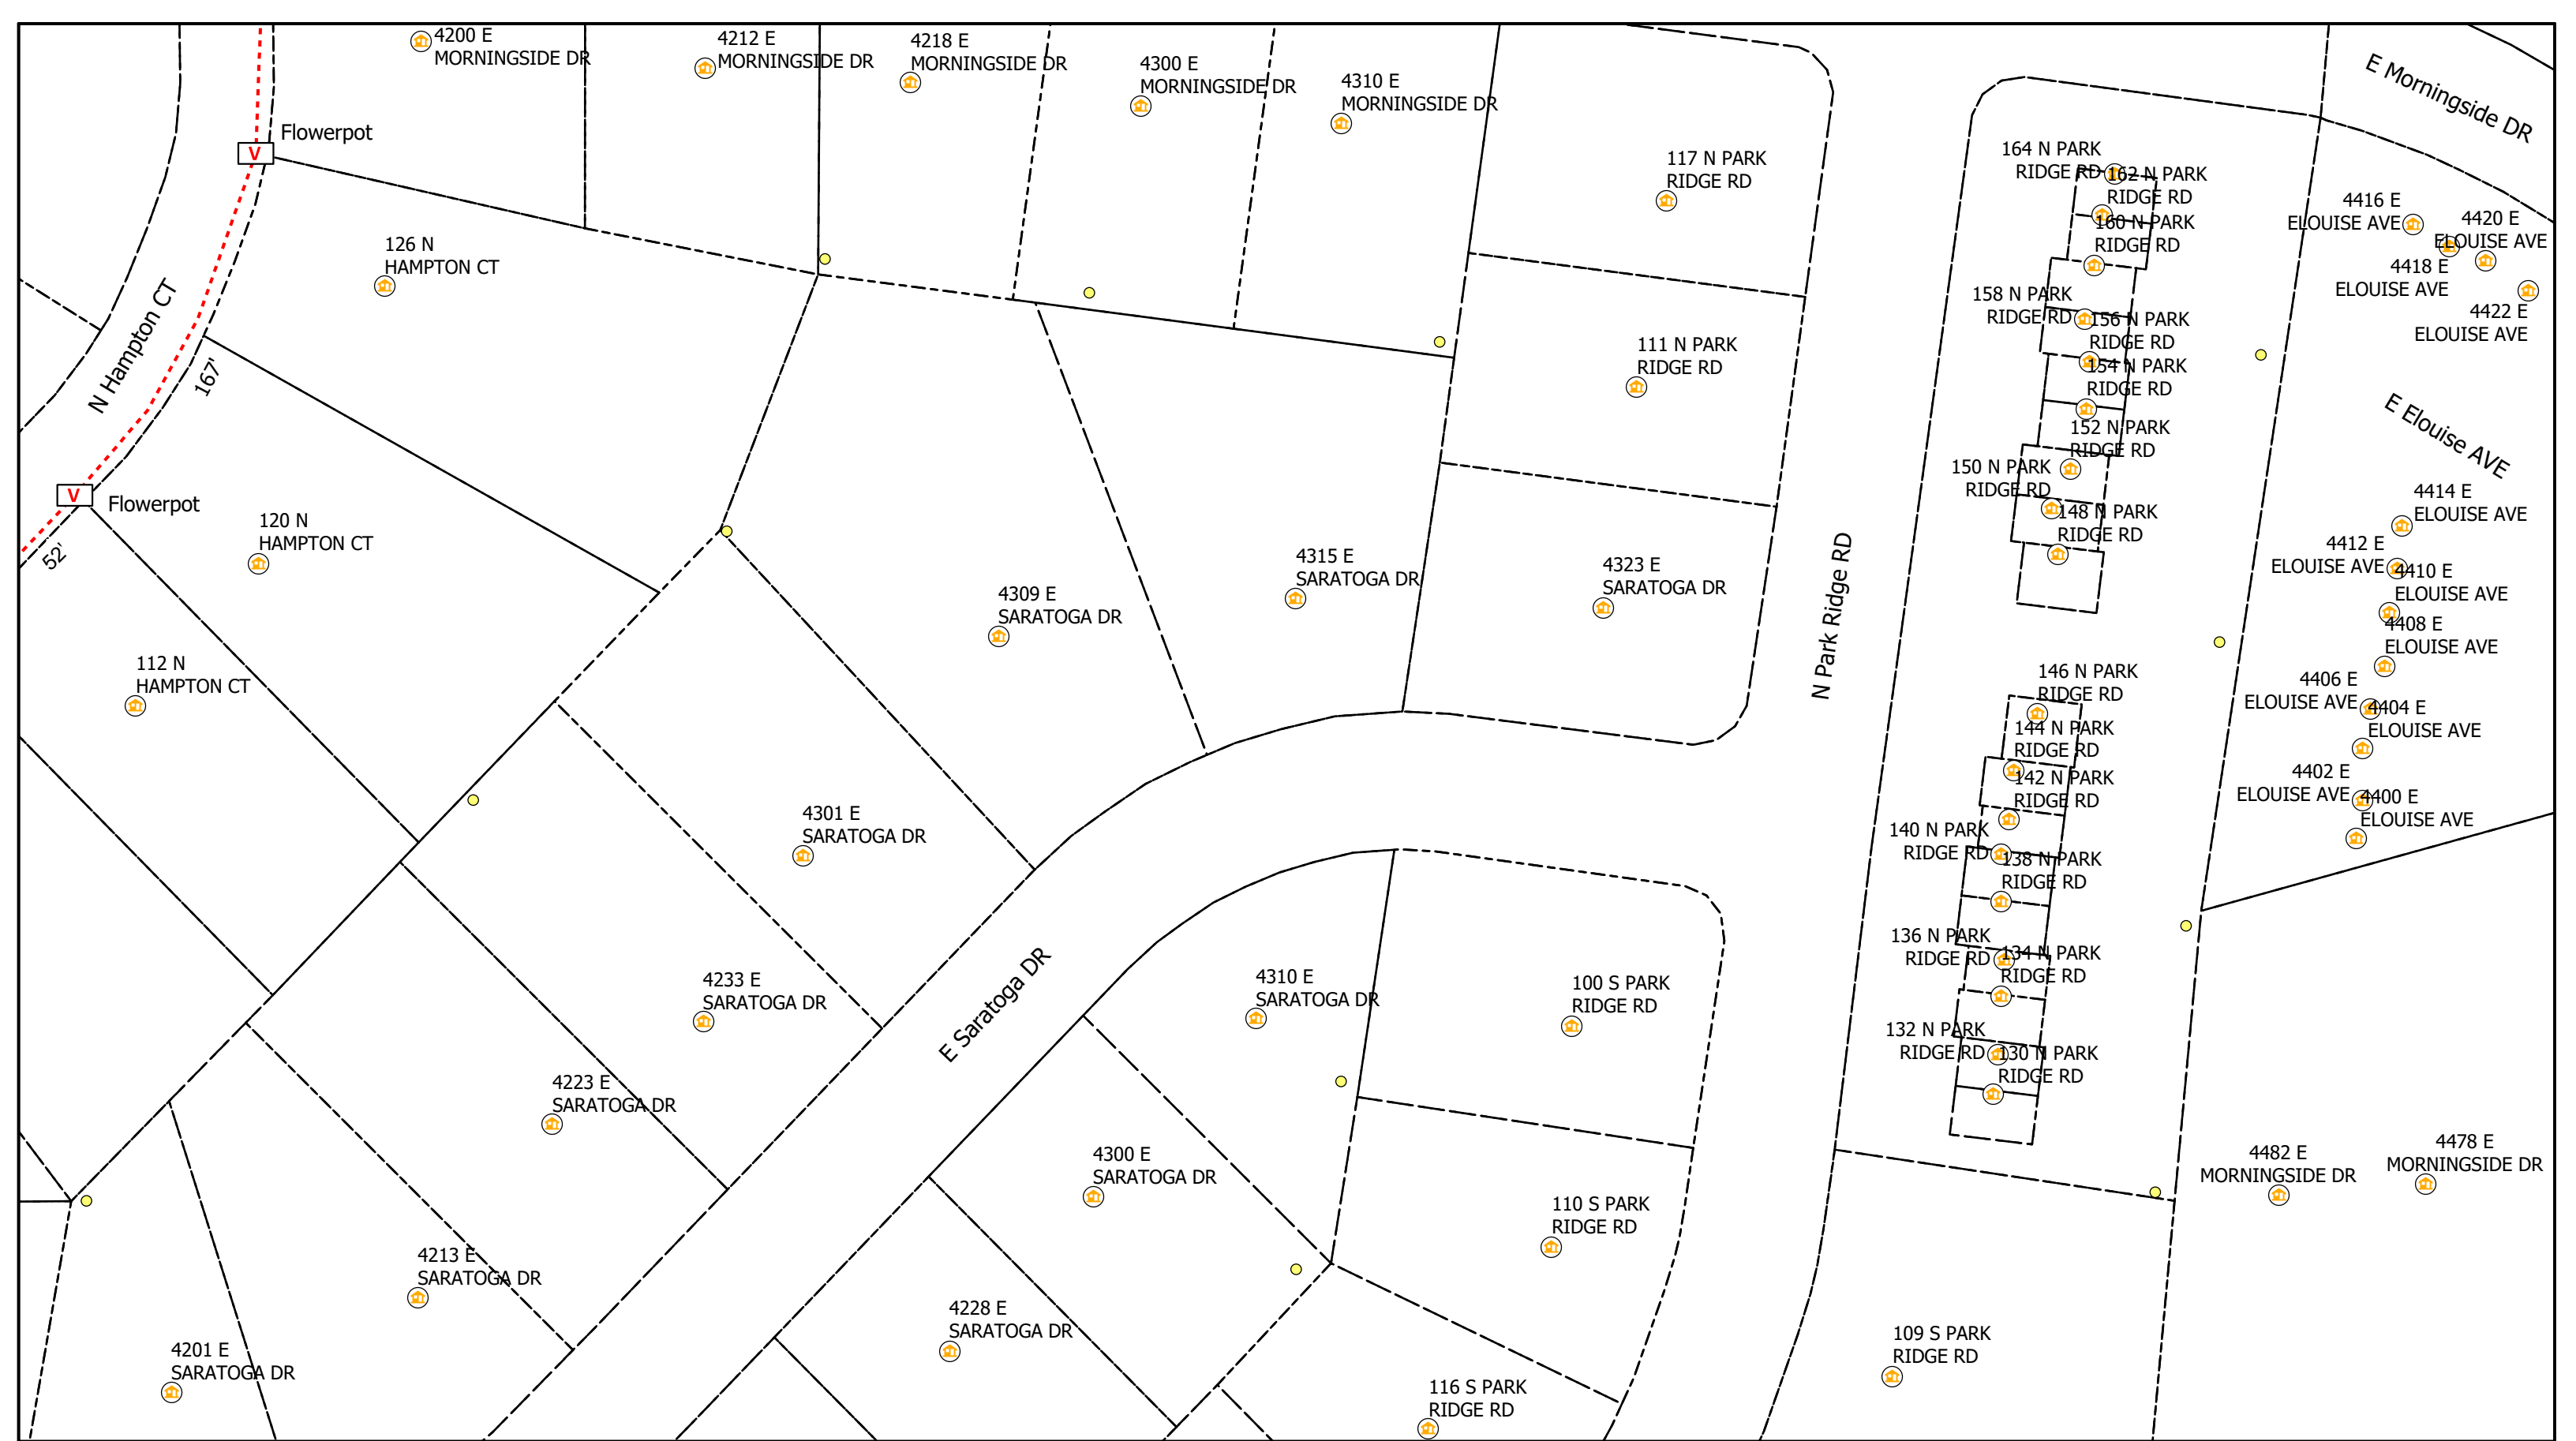 4200 E
MORNINGSIDE DR
4212 E
MORNINGSIDE DR
4218 E
MORNINGSIDE DR
4300 E
MORNINGSIDE DR
4310 E
MORNINGSIDE DR
E Morningside DR
V
Flowerpot
117 N PARK
RIDGE RD
164 N PARK
RIDGE RD
162 N PARK
RIDGE RD
160 N PARK
RIDGE RD
4416 E
ELOUISE AVE
4420 E
ELOUISE AVE
4418 E
ELOUISE AVE
4422 E
ELOUISE AVE
126 N
HAMPTON CT
N Hampton CT
167'
158 N PARK
RIDGE RD
156 N PARK
RIDGE RD
154 N PARK
RIDGE RD
111 N PARK
RIDGE RD
152 N PARK
RIDGE RD
150 N PARK
RIDGE RD
148 N PARK
RIDGE RD
E Elouise AVE
V
Flowerpot
52'
120 N
HAMPTON CT
4414 E
ELOUISE AVE
4412 E
ELOUISE AVE
4410 E
ELOUISE AVE
4408 E
ELOUISE AVE
4406 E
ELOUISE AVE
4404 E
ELOUISE AVE
4402 E
ELOUISE AVE
4400 E
ELOUISE AVE
4309 E
SARATOGA DR
4315 E
SARATOGA DR
4323 E
SARATOGA DR
N Park Ridge RD
112 N
HAMPTON CT
146 N PARK
RIDGE RD
144 N PARK
RIDGE RD
142 N PARK
RIDGE RD
140 N PARK
RIDGE RD
138 N PARK
RIDGE RD
136 N PARK
RIDGE RD
134 N PARK
RIDGE RD
132 N PARK
RIDGE RD
130 N PARK
RIDGE RD
4301 E
SARATOGA DR
4233 E
SARATOGA DR
E Saratoga DR
4310 E
SARATOGA DR
100 S PARK
RIDGE RD
4223 E
SARATOGA DR
4300 E
SARATOGA DR
110 S PARK
RIDGE RD
4482 E
MORNINGSIDE DR
4478 E
MORNINGSIDE DR
4213 E
SARATOGA DR
4228 E
SARATOGA DR
4201 E
SARATOGA DR
116 S PARK
RIDGE RD
109 S PARK
RIDGE RD